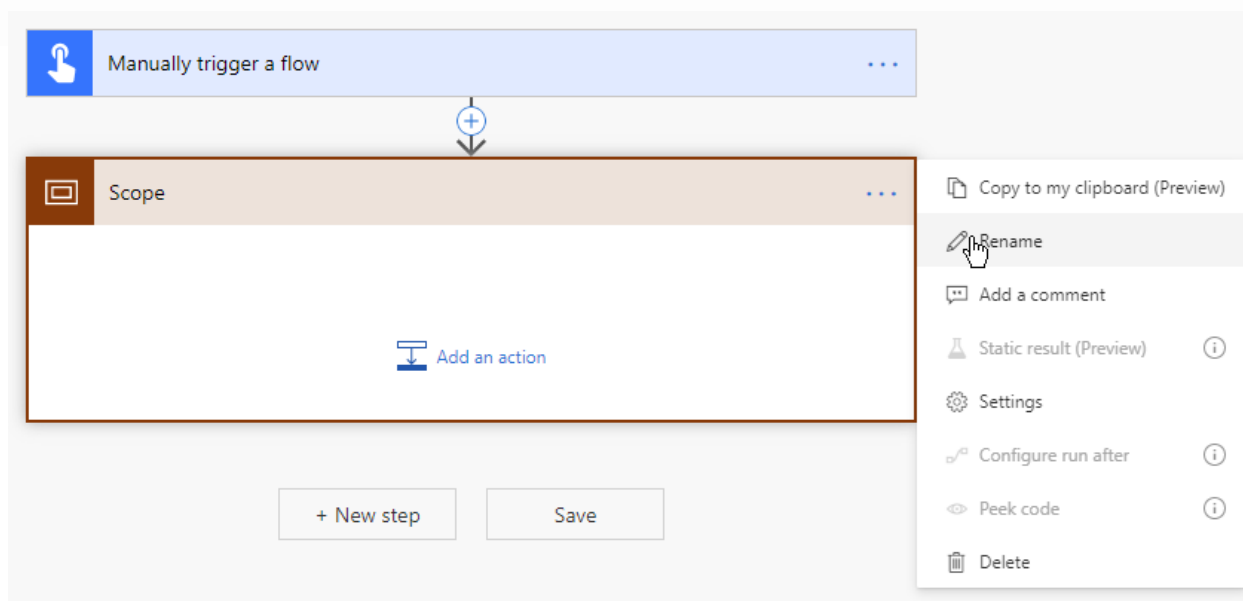 Manually trigger a flow
Scope
Add an action
+ New step
Save
Copy to my clipboard (Preview)
Rename
Add a comment
Static result (Preview)
Settings
Configure run after
Peek code
Delete